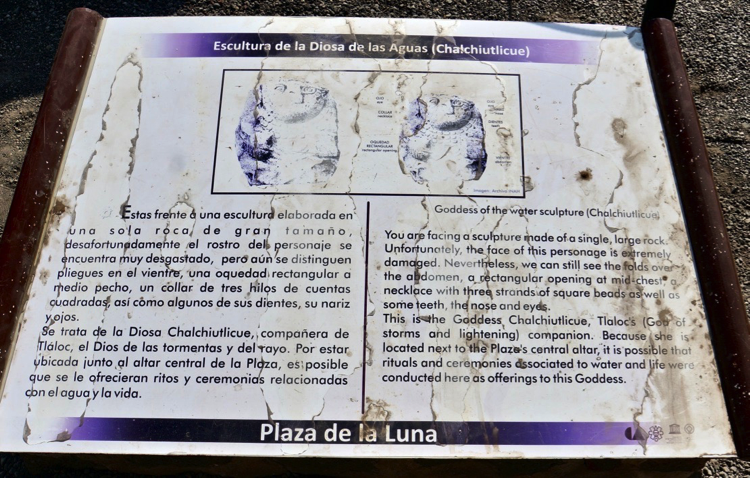 Escultura de la Diosa de las Aguas (Chalchiutlicue)
OJO
COLLAR
OQUEDAD
RECTANGULAR
rectangular opening
Estas frente a una escultura elaborada en
una sola roca, de gran tamaño,
desafortunadamente el rostro del personaje se
encuentra muy desgastado, pero aún se distinguen
pliegues en el vientre, una oquedad rectangular a
medio pecho, un collar de tres hilos de cuentas
cuadradas, así cómo algunos de sus dientes, su nariz
y ojos.
Se trata de la Diosa Chalchiutlicue, compañera de
Tláloc, el Dios de las tormentas y del rayo. Por estar
ubicada junto al altar central de la Plaza, es posible
que se le ofrecieran ritos y ceremonias relacionadas
con el agua y la vida.
Goddess of the water sculpture (Chalchiutlicue)
You are facing a sculpture made of a single, large rock.
Unfortunately, the face of this personage is extremely
damaged. Nevertheless, we can still see the folds over
the abdomen, a rectangular opening at mid-chest, a
necklace with three strands of square beads as well as
some teeth, the nose and eyes.
This is the Goddess Chalchiutlicue, Tlaloc's (God of
storms and lightening) companion. Because she is
located next to the Plaza's central altar, it is possible that
rituals and ceremonies associated to water and life were
conducted here as offerings to this Goddess.
Plaza de la Luna